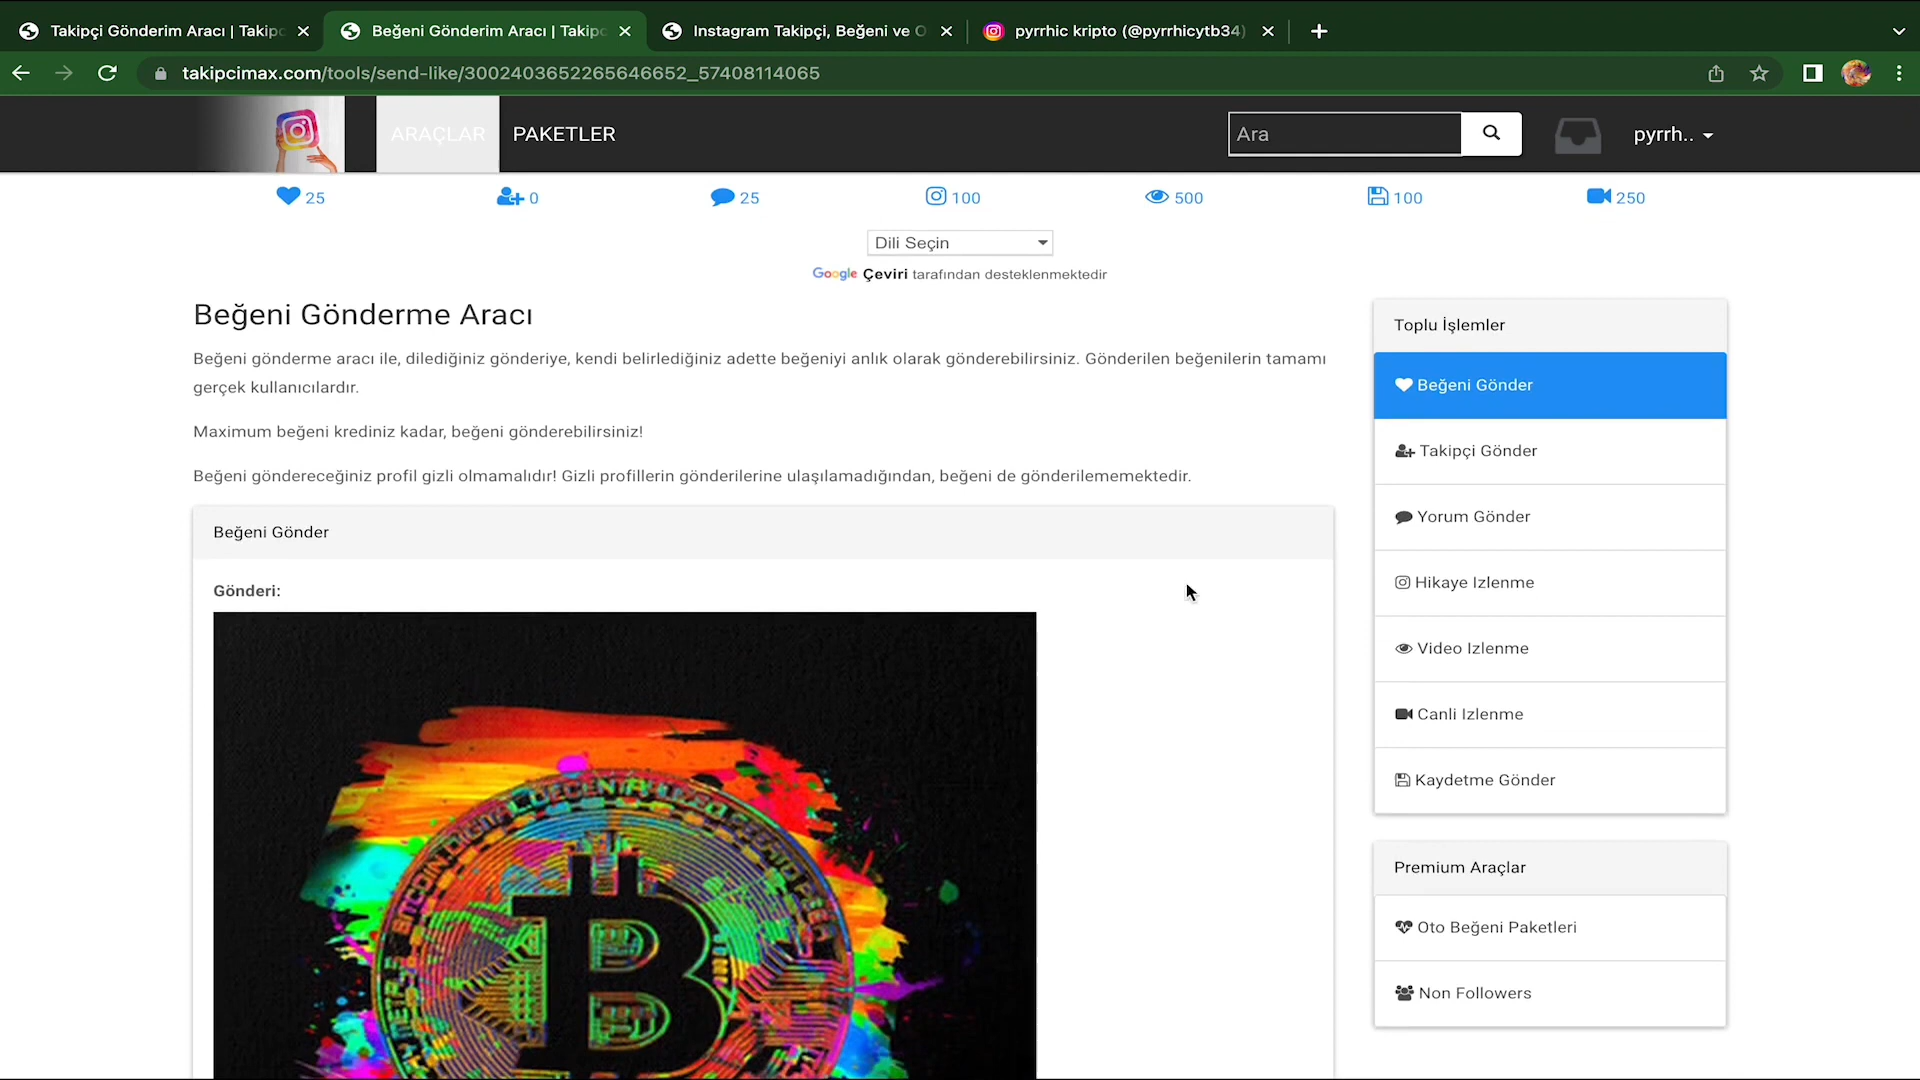 Takipçi Gönderim Aracı | Takip
Beğeni Gönderim Aracı | Takip
Instagram Takipçi, Beğeni ve O
pyrrhic kripto (@pyrrhicytb34)
takipcimax.com/tools/send-like/3002403652265646652_57408114065
ARAÇLAR
PAKETLER
Ara
pyrrh..
25
0
25
100
500
100
250
Dili Seçin
Google Çeviri tarafından desteklenmektedir
Beğeni Gönderme Aracı
Beğeni gönderme aracı ile, dilediğiniz gönderiye, kendi belirlediğiniz adette beğeniyi anlık olarak gönderebilirsiniz. Gönderilen beğenilerin tamamı
gerçek kullanıcılardır.
Maximum beğeni krediniz kadar, beğeni gönderebilirsiniz!
Beğeni göndereceğiniz profil gizli olmamalıdır! Gizli profillerin gönderilerine ulaşılamadığından, beğeni de gönderilememektedir.
Beğeni Gönder
Gönderi:
Toplu İşlemler
Beğeni Gönder
Takipçi Gönder
Yorum Gönder
Hikaye Izlenme
Video Izlenme
Canli Izlenme
Kaydetme Gönder
Premium Araçlar
Oto Beğeni Paketleri
Non Followers